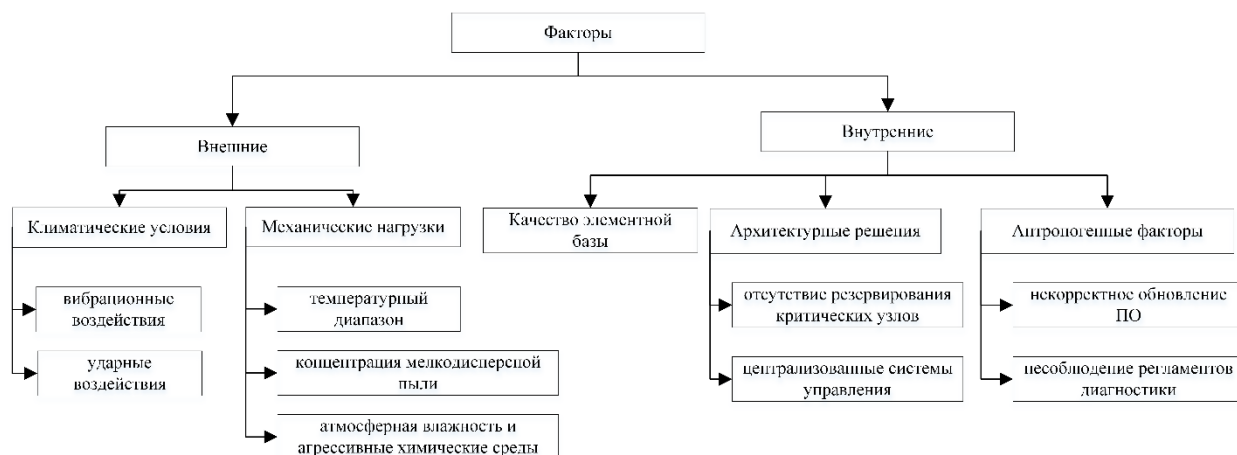 Факторы
Внешние
Внутренние
Климатические условия
Механические нагрузки
Качество элементной
базы
Архитектурные решения
Антропогенные факторы
вибрационные
воздействия
температурный
диапазон
отсутствие резервирования
критических узлов
некорректное обновление
ПО
ударные
воздействия
концентрация мелкодисперсной
пыли
централизованные системы
управления
несоблюдение регламентов
диагностики
атмосферная влажность и
агрессивные химические среды